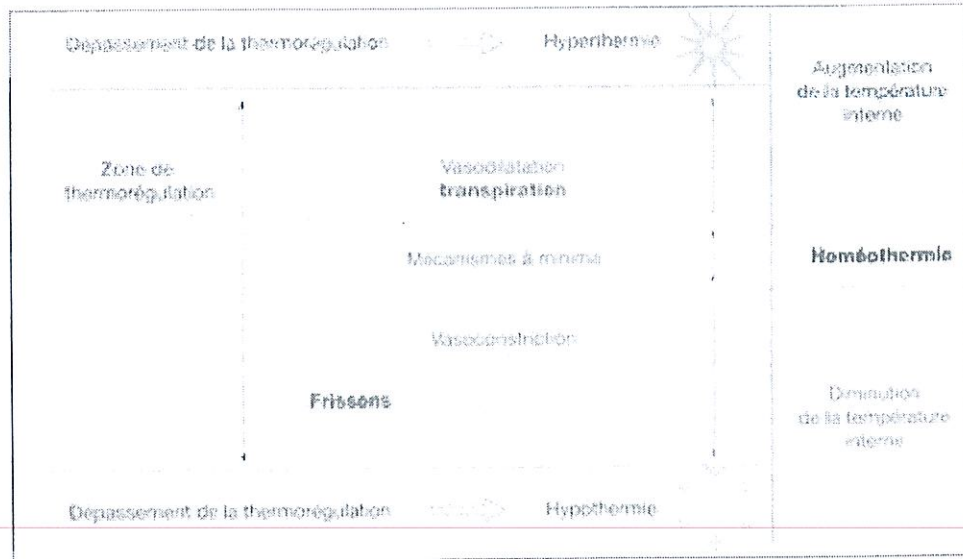 Dépassement de la thermorégulation
Hyperthermie
Augmentation
de la température
interne
Zone de
thermorégulation
Vasodilatation
transpiration
Mécanismes à minima
Homéothermie
Vasoconstriction
Frissons
Diminution
de la température
interne
Dépassement de la thermorégulation
Hypothermie